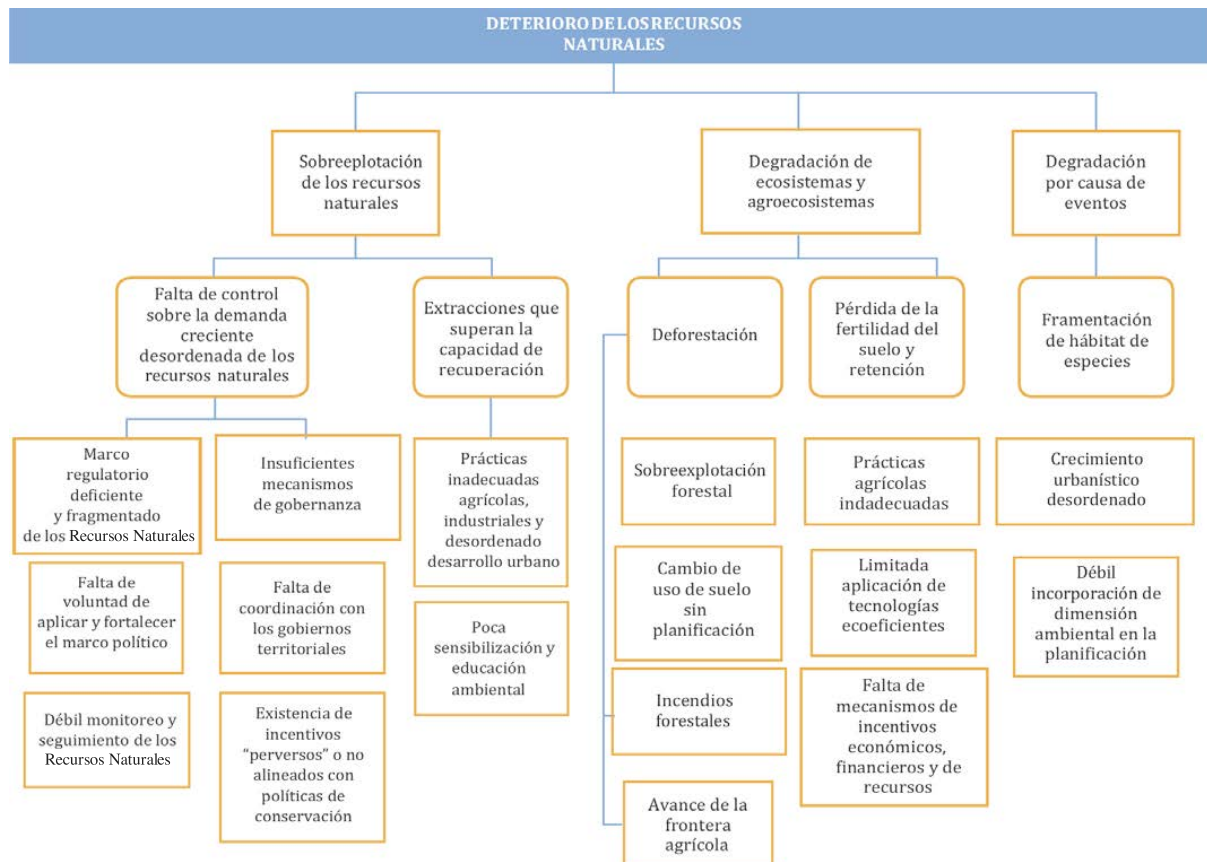 DETERIORO DE LOS RECURSOS
NATURALES
Sobreeplotación
de los recursos
naturales
Degradación de
ecosistemas y
agroecosistemas
Degradación
por causa de
eventos
Falta de control
sobre la demanda
creciente
desordenada de los
recursos naturales
Extracciones que
superan la
capacidad de
recuperación
Deforestación
Pérdida de la
fertilidad del
suelo y
retención
Framentación
de hábitat de
especies
Marco
regulatorio
deficiente
y fragmentado
de los Recursos Naturales
Insuficientes
mecanismos
de gobernanza
Prácticas
inadecuadas
agrícolas,
industriales y
desordenado
desarrollo urbano
Sobreexplotación
forestal
Prácticas
agrícolas
indadecuadas
Crecimiento
urbanístico
desordenado
Falta de
voluntad de
aplicar y fortalecer
el marco político
Falta de
coordinación con
los gobiernos
territoriales
Poca
sensibilización y
educación
ambiental
Cambio de
uso de suelo
sin
planificación
Limitada
aplicación de
tecnologías
ecoeficientes
Débil
incorporación de
dimensión
ambiental en la
planificación
Débil monitoreo y
seguimiento de los
Recursos Naturales
Existencia de
incentivos
“perversos” o no
alineados con
políticas de
conservación
Incendios
forestales
Falta de
mecanismos de
incentivos
económicos,
financieros y de
recursos
Avance de la
frontera
agrícola